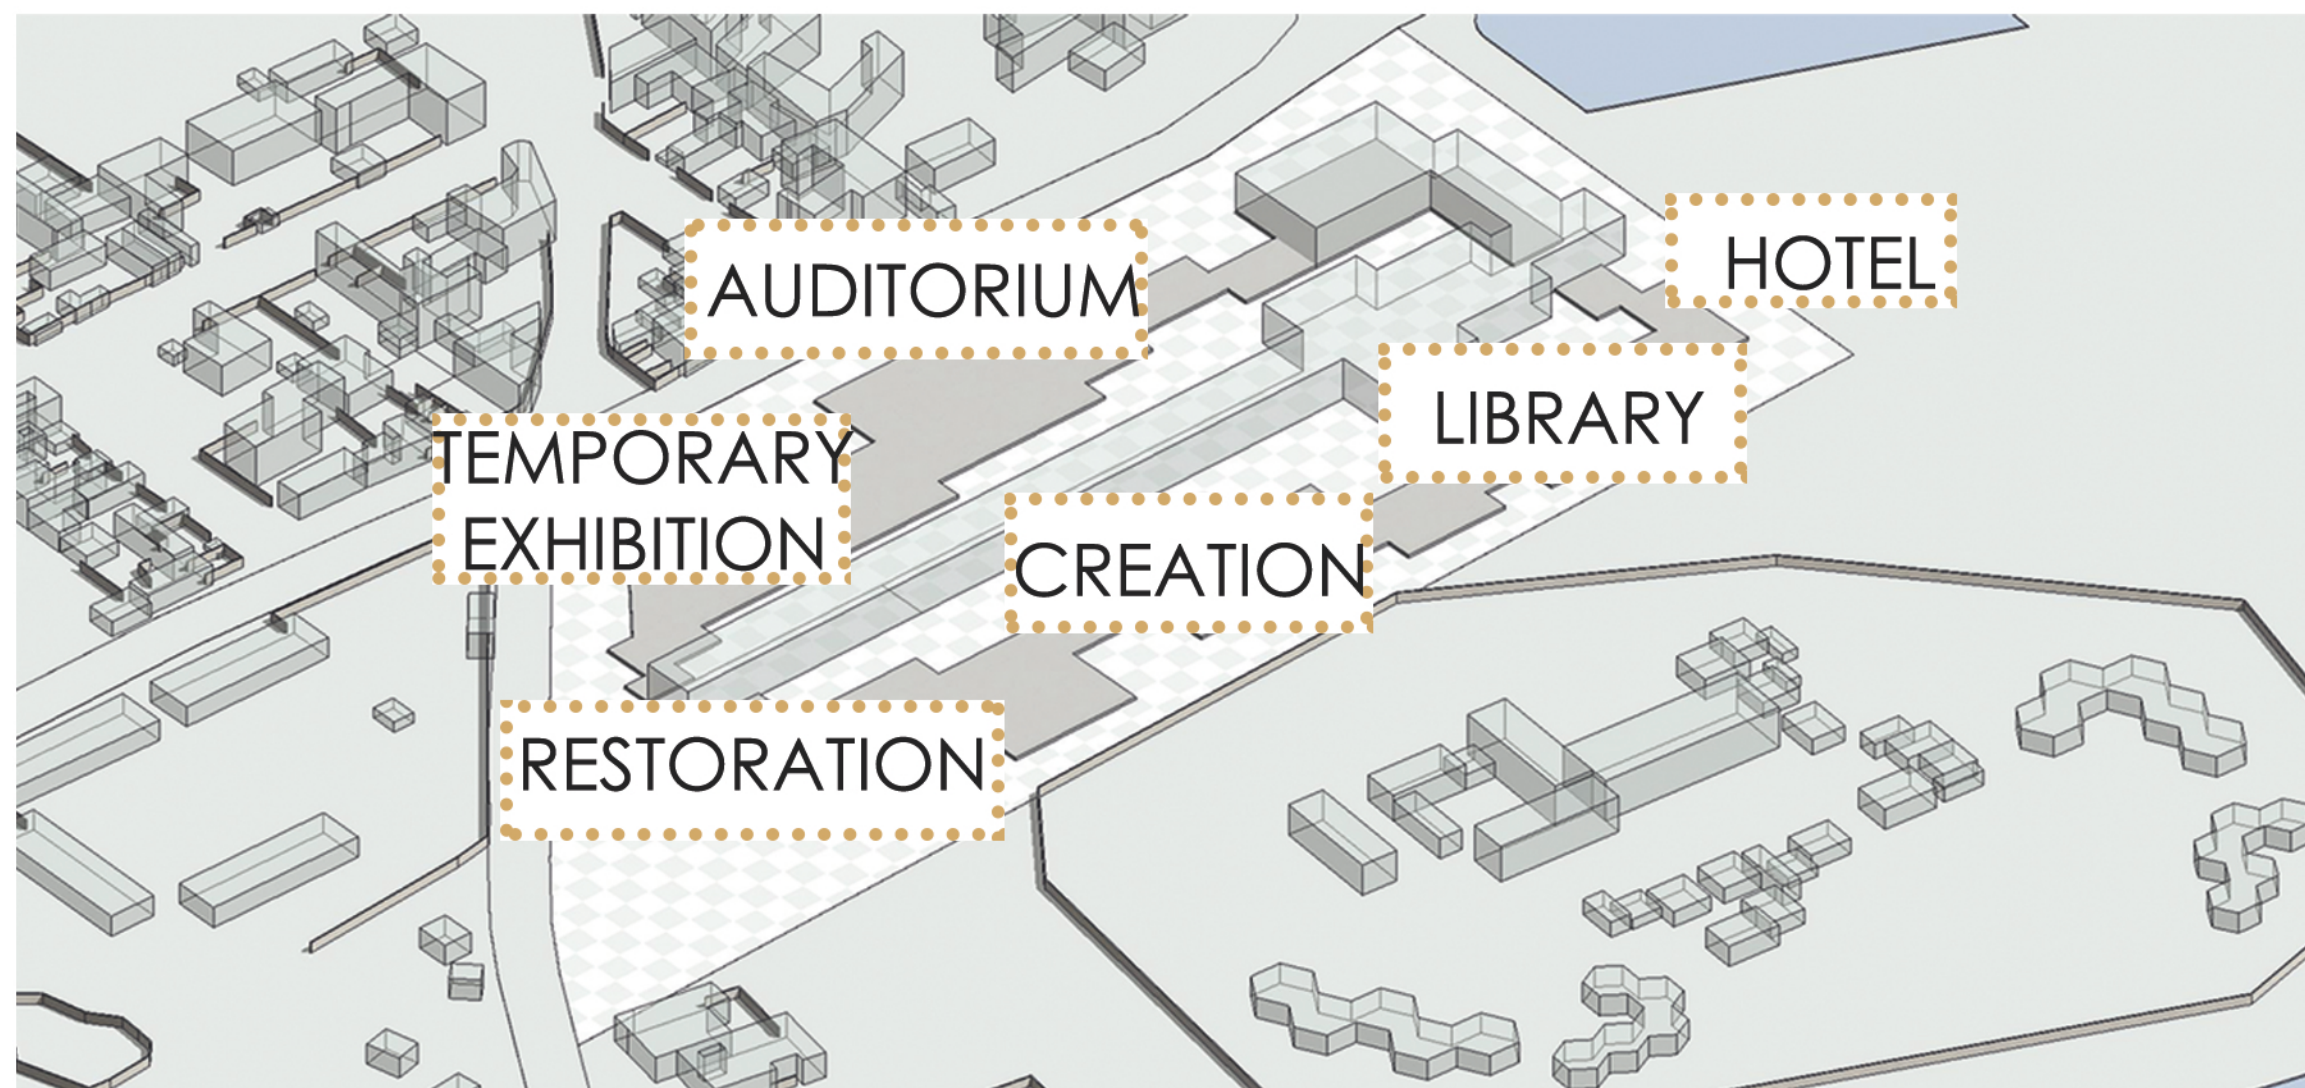 AUDITORIUM
HOTEL
LIBRARY
TEMPORARY
EXHIBITION
CREATION
RESTORATION